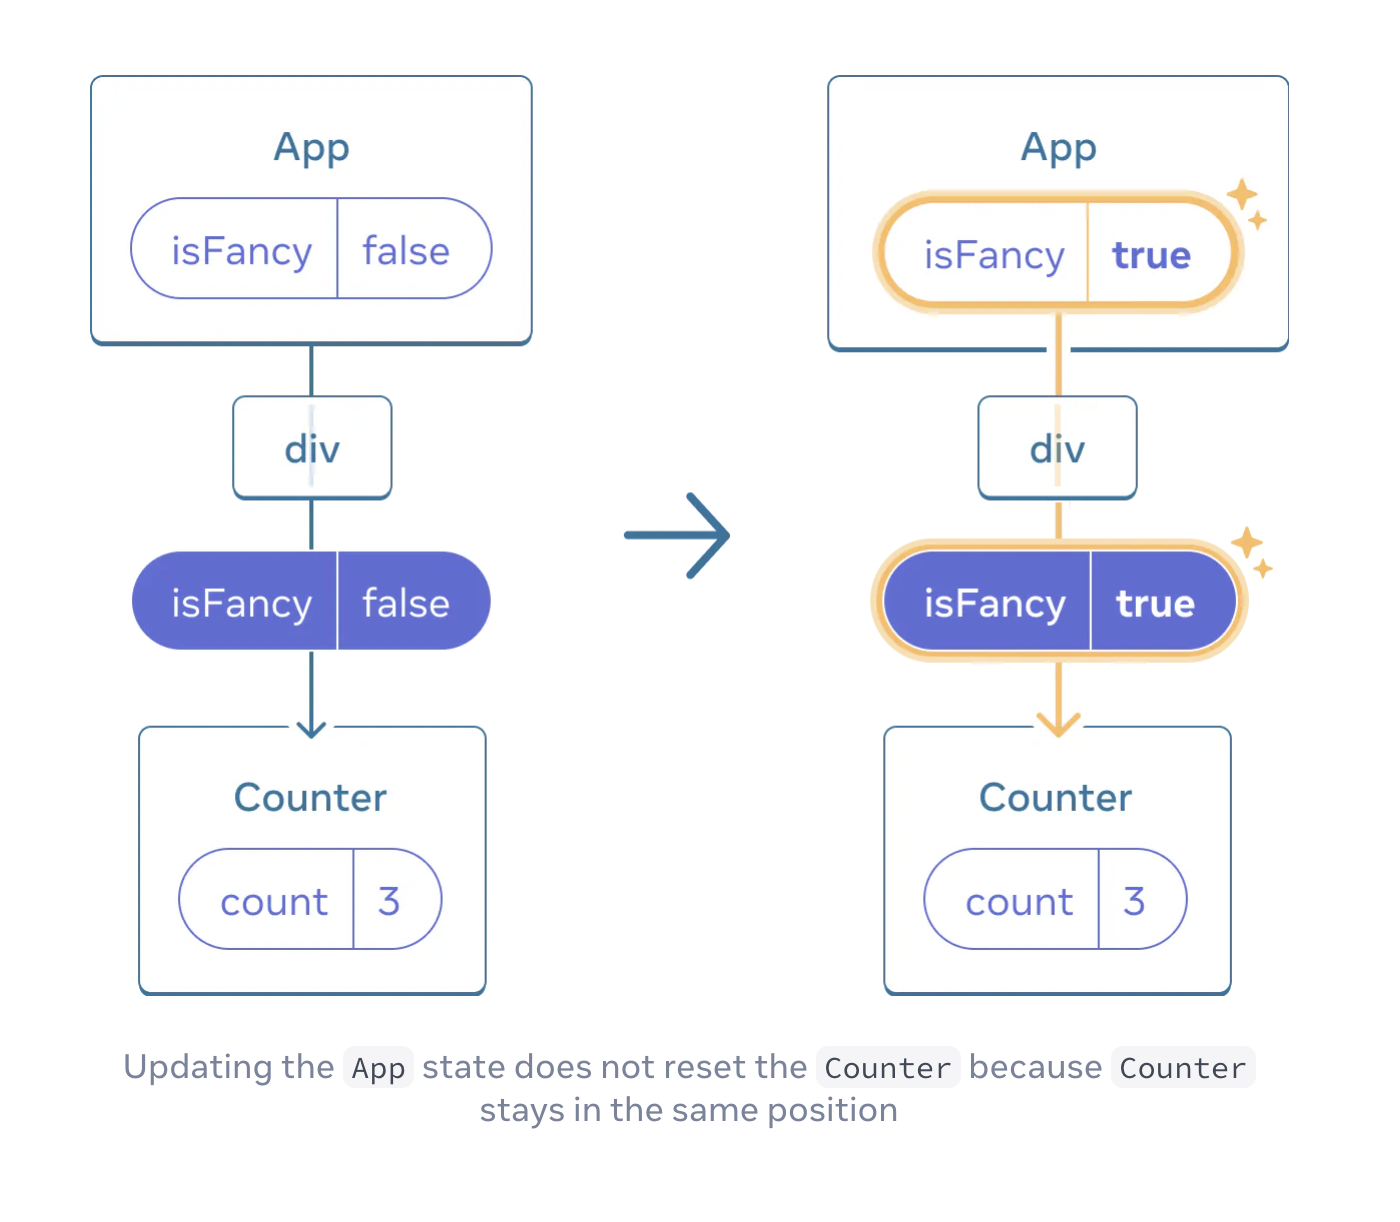 App
isFancy false
div
isFancy false
Counter
count 3
App
isFancy true
div
isFancy true
Counter
count 3
Updating the App state does not reset the Counter because Counter
stays in the same position